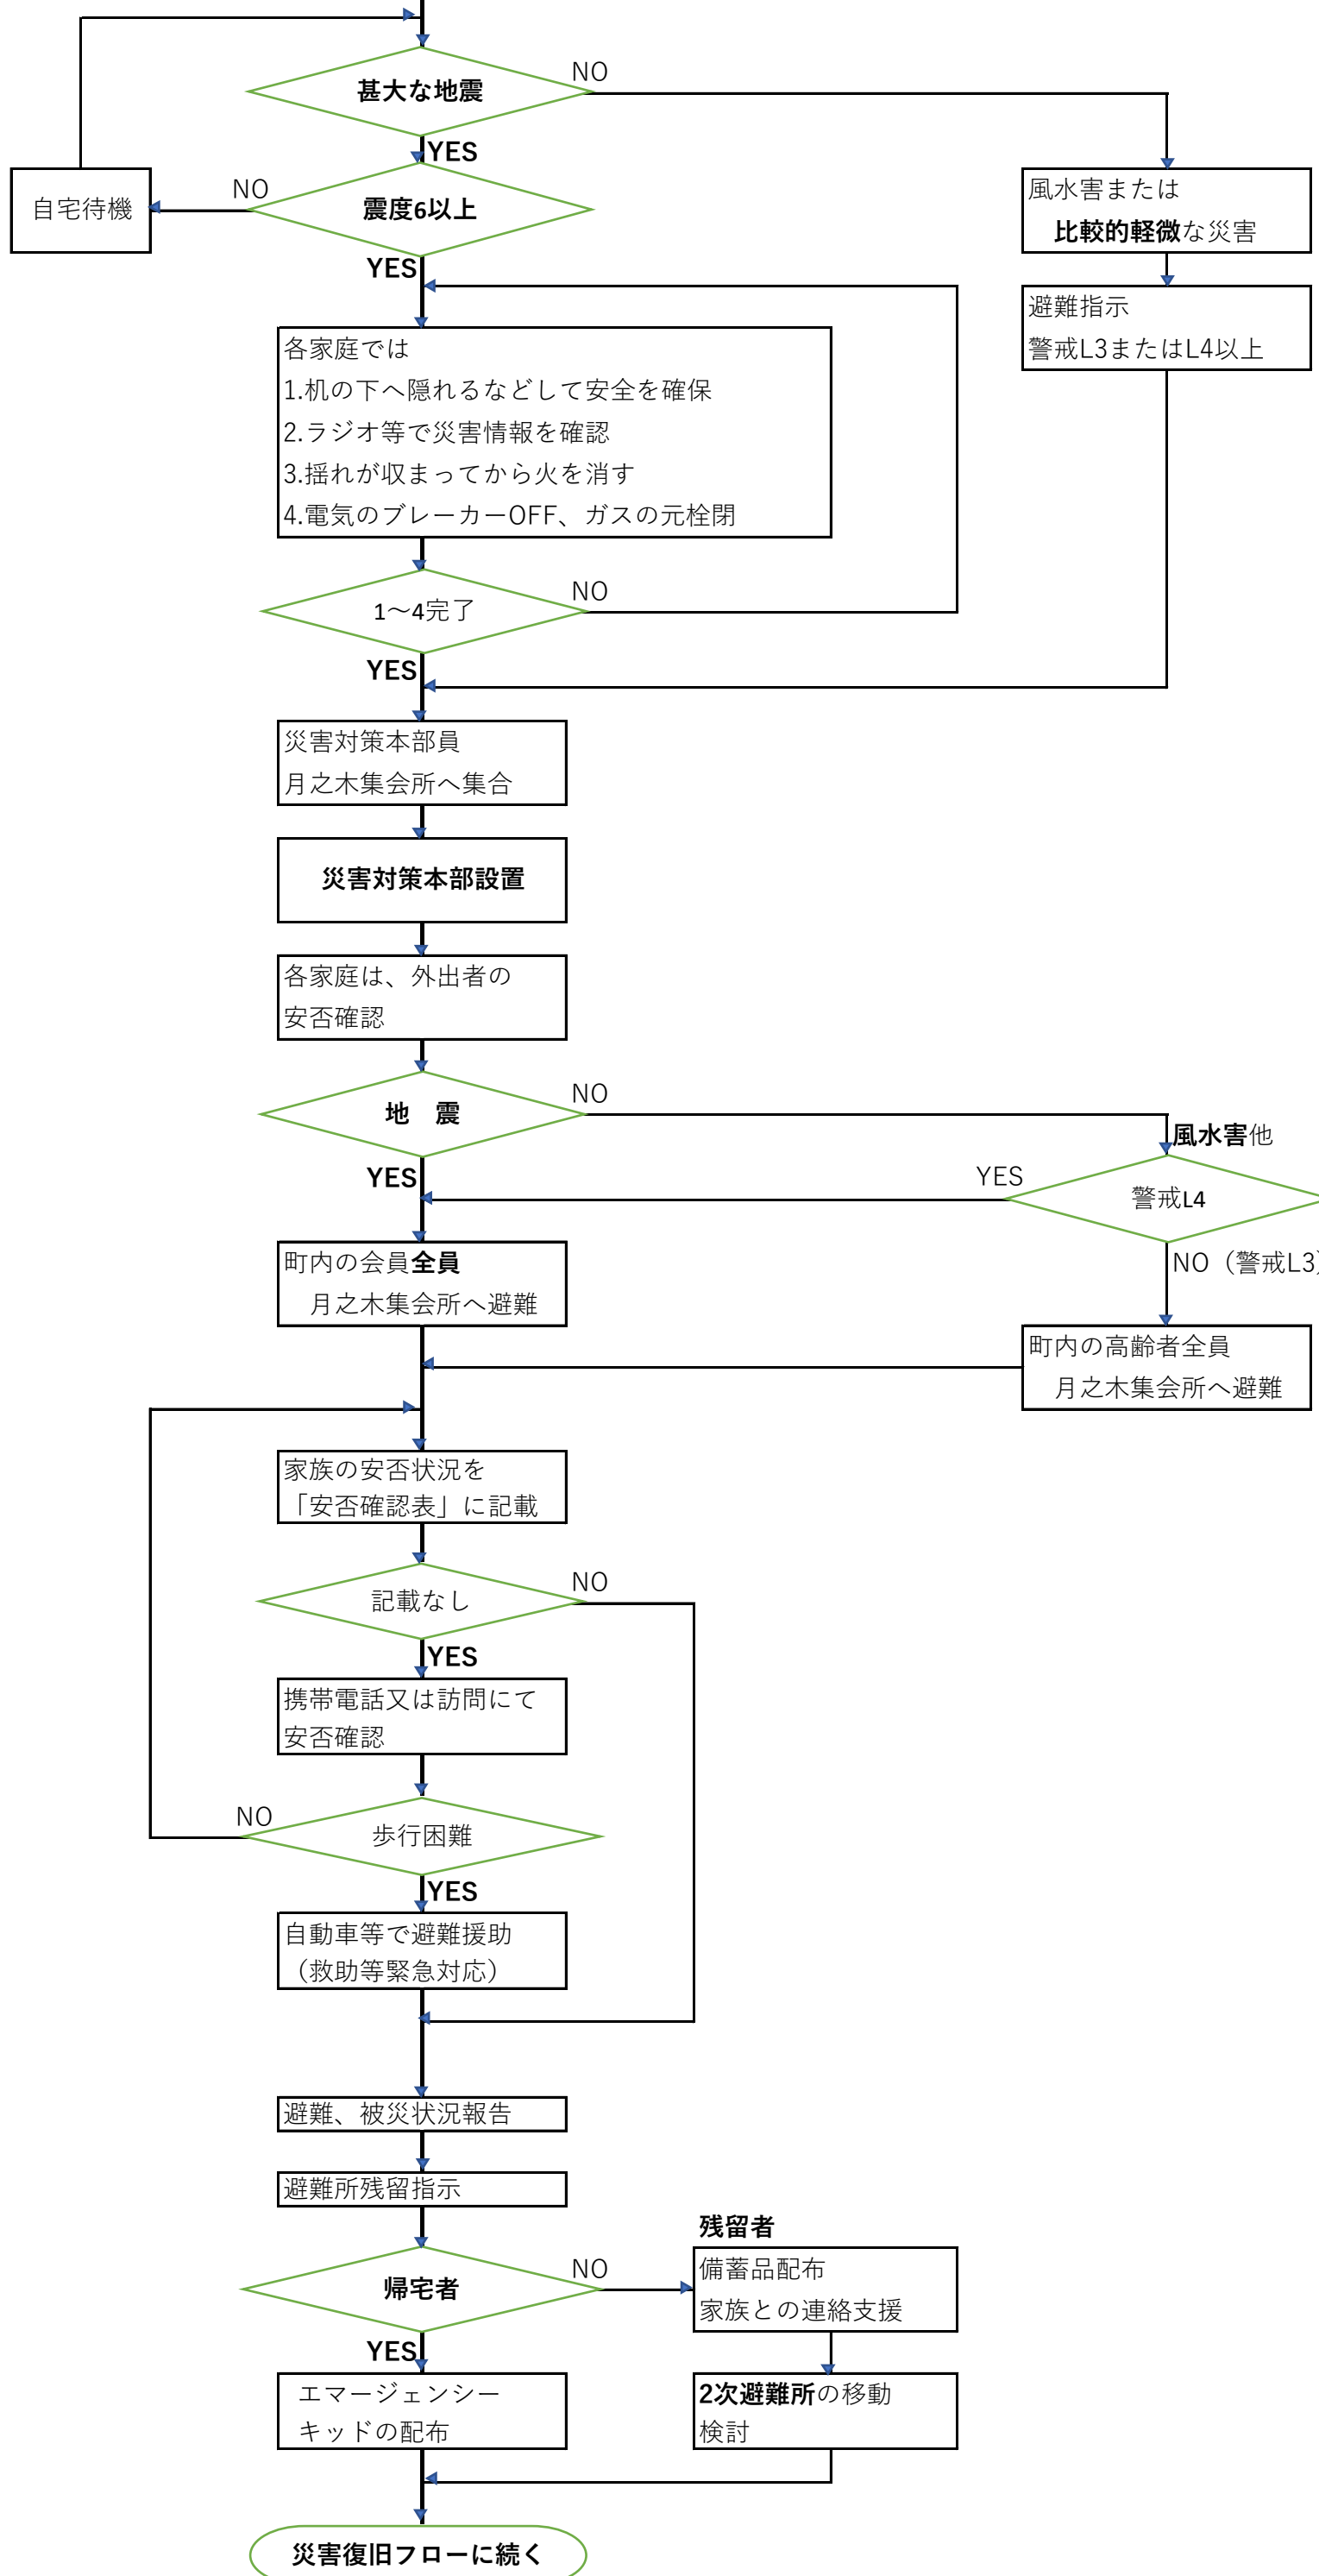 甚大な地震
NO
YES
震度6以上
NO
自宅待機
風水害または
比較的軽微な災害
YES
避難指示
警戒L3またはL4以上
各家庭では
1.机の下へ隠れるなどして安全を確保
2.ラジオ等で災害情報を確認
3.揺れが収まってから火を消す
4.電気のブレーカーOFF、ガスの元栓閉
1～4完了
NO
YES
災害対策本部員
月之木集会所へ集合
災害対策本部設置
各家庭は、外出者の
安否確認
地　震
NO
風水害他
YES
YES
警戒L4
NO（警戒L3）
町内の会員全員
月之木集会所へ避難
町内の高齢者全員
月之木集会所へ避難
家族の安否状況を
「安否確認表」に記載
記載なし
NO
YES
携帯電話又は訪問にて
安否確認
歩行困難
NO
YES
自動車等で避難援助
（救助等緊急対応）
避難、被災状況報告
避難所残留指示
帰宅者
NO
残留者
備蓄品配布
家族との連絡支援
YES
エマージェンシー
キッドの配布
2次避難所の移動
検討
災害復旧フローに続く